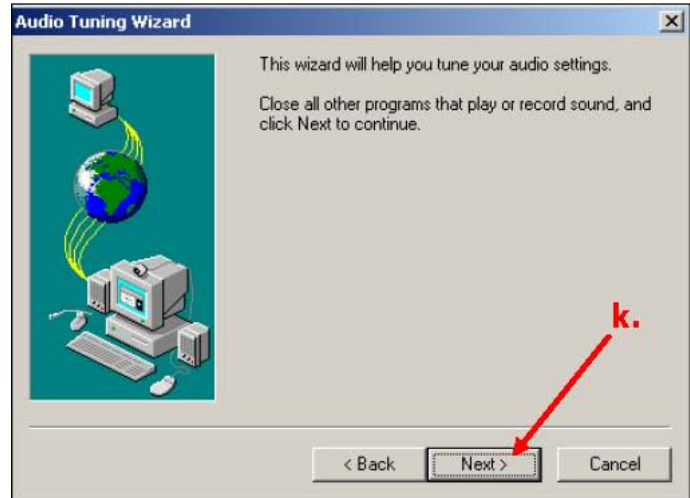 Audio Tuning Wizard
This wizard will help you tune your audio settings.
Close all other programs that play or record sound, and
click Next to continue.
k.
< Back
Next >
Cancel